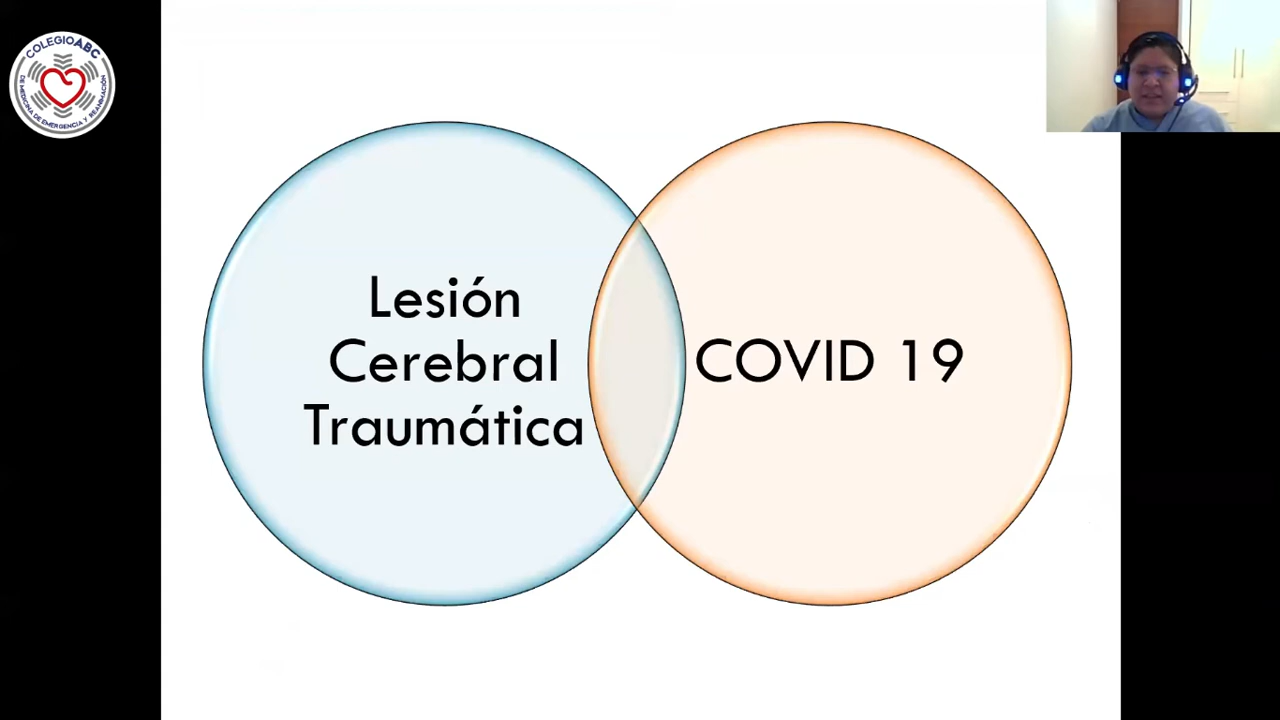 COLEGIO ABC
DE MEDICINA DE EMERGENCIA Y REANIMACIÓN
Lesión
Cerebral
Traumática
COVID 19